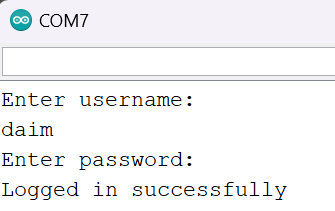 COM7
Enter username:
daim
Enter password:
Logged in successfully